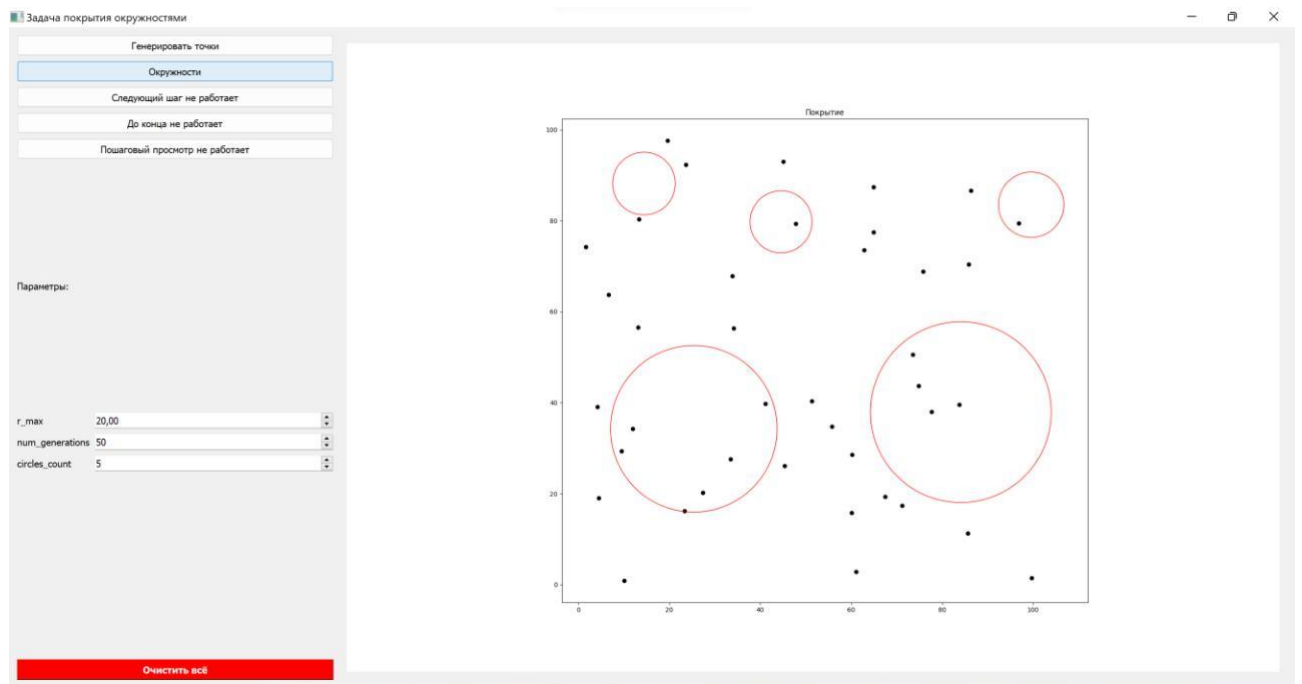 Задача покрытия окружностями
Генерировать точки
Окружности
Следующий шаг не работает
До конца не работает
Пошаговый просмотр не работает
Параметры:
r_max 20,00
num_generations 50
circles_count 5
Очистить всё
Покрытие
100
80
60
40
20
0
0 20 40 60 80 100